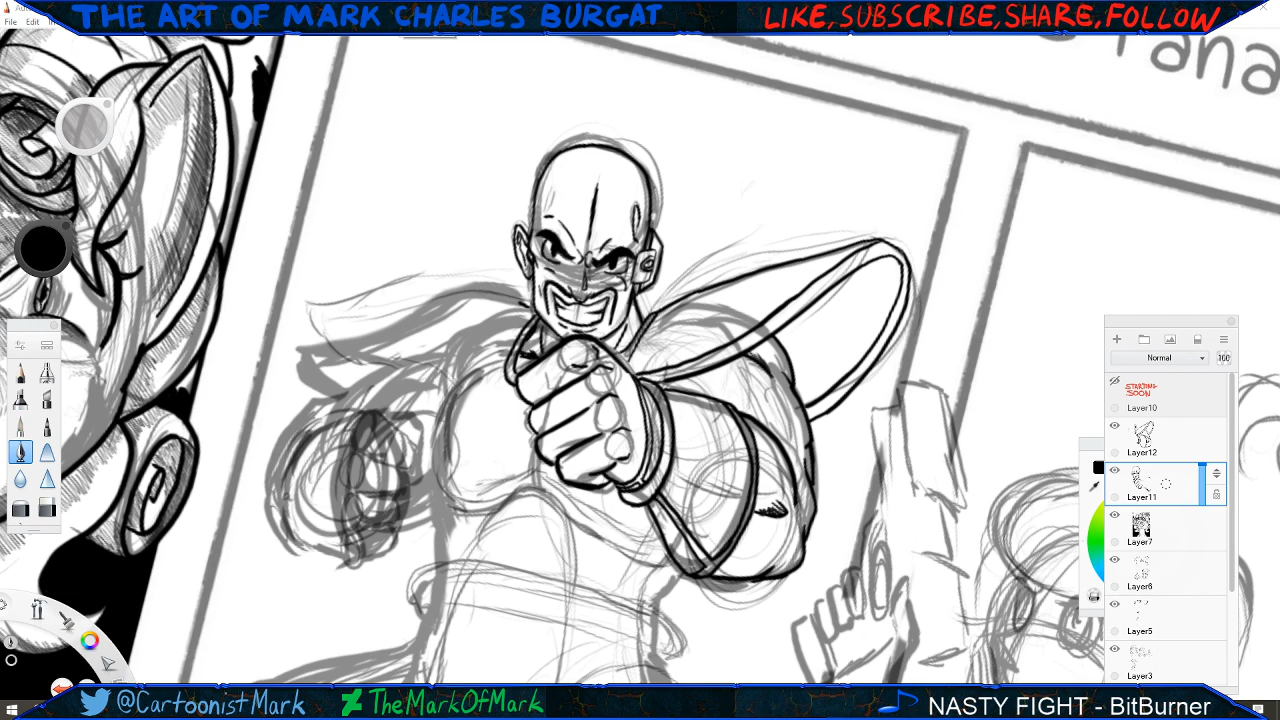 THE ART OF MARK CHARLES BURGAT
LIKE, SUBSCRIBE, SHARE, FOLLOW
File Edit
Pana
Normal
100
STARTING SOON
Layer10
Layer12
Layer11
Layer7
Layer6
Layer5
Layer3
@CartoonistMark
TheMarkOfMark
NASTY FIGHT - BitBurner